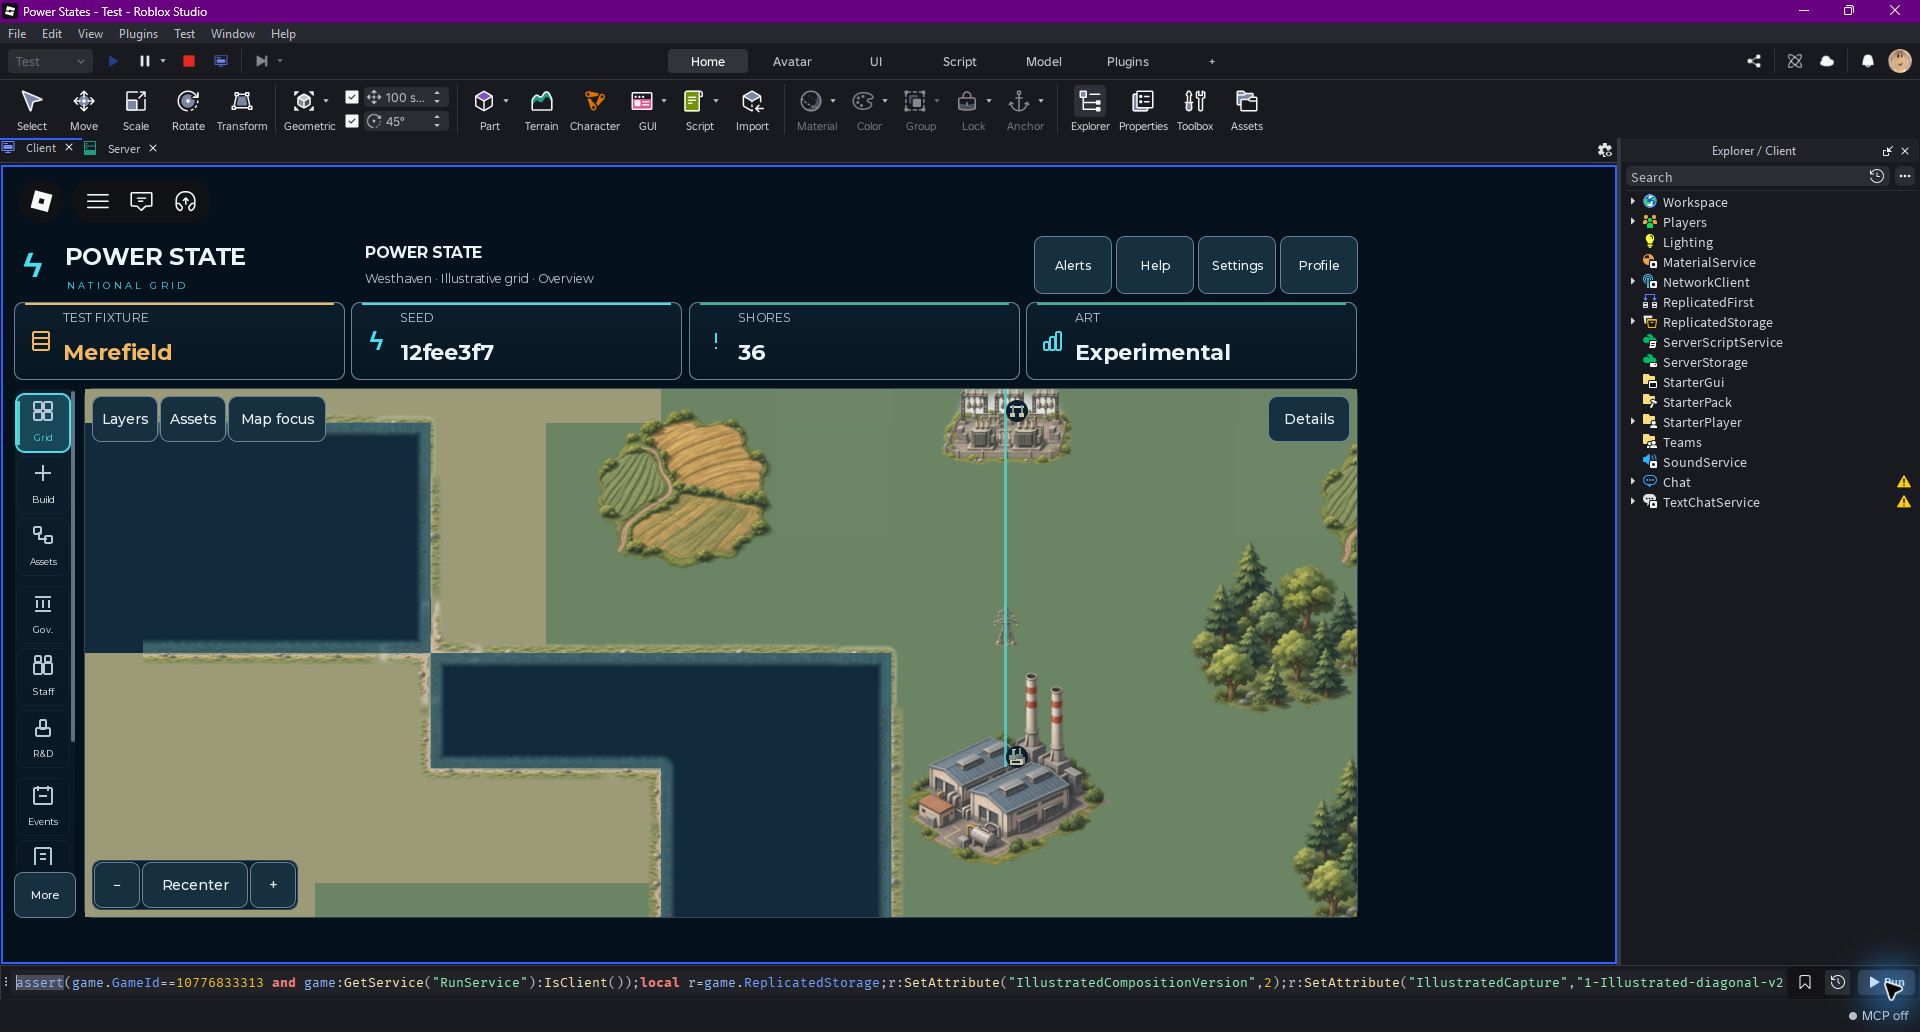 Power States - Test - Roblox Studio
File Edit View Plugins Test Window Help
Test
Home Avatar UI Script Model Plugins +
Select Move Scale Rotate Transform Geometric
100 s...
45°
Part Terrain Character GUI Script Import Material Color Group Lock Anchor Explorer Properties Toolbox Assets
Client Server
Explorer / Client
Search
Workspace
Players
Lighting
MaterialService
NetworkClient
ReplicatedFirst
ReplicatedStorage
ServerScriptService
ServerStorage
StarterGui
StarterPack
StarterPlayer
Teams
SoundService
Chat
TextChatService
POWER STATE
NATIONAL GRID
POWER STATE
Westhaven · Illustrative grid · Overview
Alerts Help Settings Profile
TEST FIXTURE
Merefield
SEED
12fee3f7
SHORES
36
ART
Experimental
Grid
Build
Assets
Gov.
Staff
R&D
Events
More
Layers Assets Map focus
Details
− Recenter +
assert(game.GameId==10776833313 and game:GetService("RunService"):IsClient());local r=game.ReplicatedStorage;r:SetAttribute("IllustratedCompositionVersion",2);r:SetAttribute("IllustratedCapture","1-Illustrated-diagonal-v2
MCP off